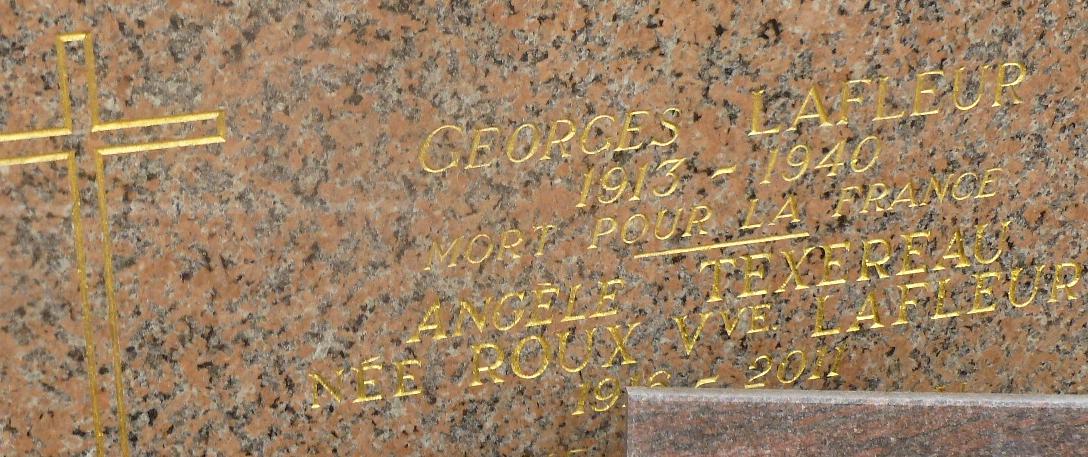 GEORGES LAFLEUR
1913 - 1940
MORT POUR LA FRANCE
ANGÈLE TEXEREAU
NÉE ROUX VVE. LAFLEUR
- 2011